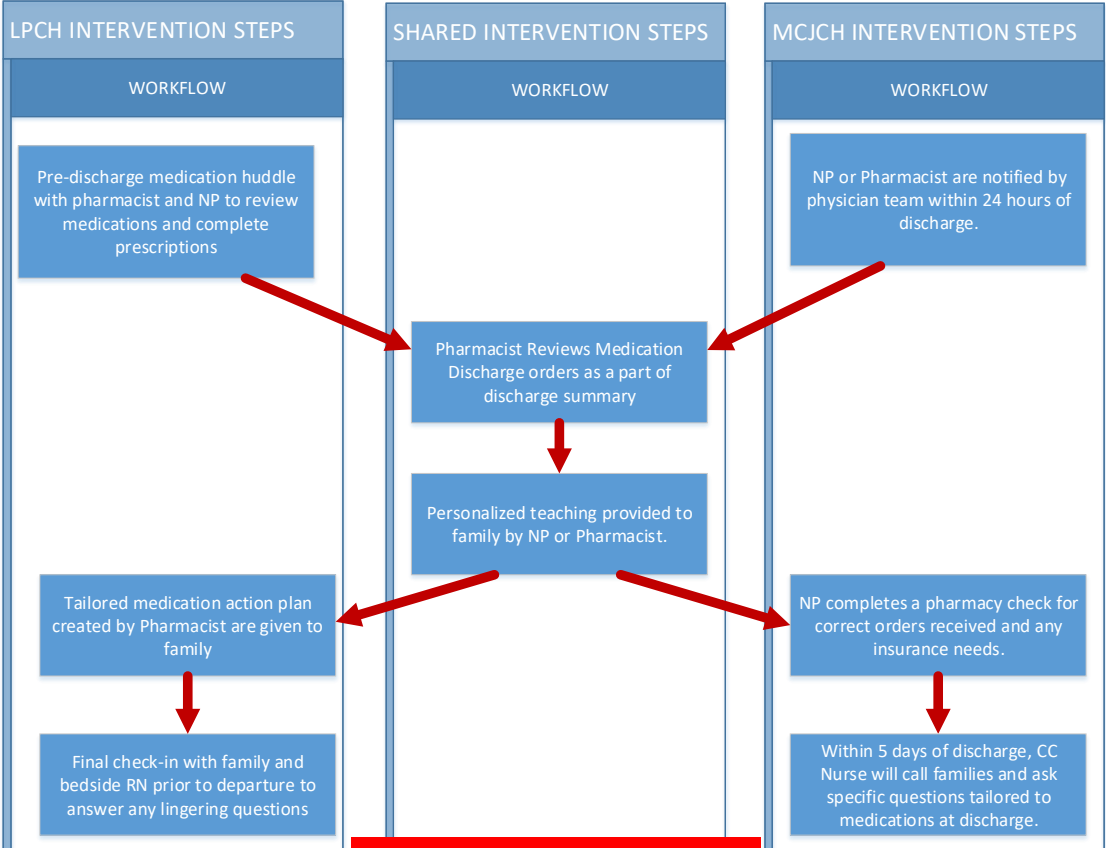 LPCH INTERVENTION STEPS
WORKFLOW
Pre-discharge medication huddle
with pharmacist and NP to review
medications and complete
prescriptions
Tailored medication action plan
created by Pharmacist are given to
family
Final check-in with family and
bedside RN prior to departure to
answer any lingering questions
SHARED INTERVENTION STEPS
WORKFLOW
Pharmacist Reviews Medication
Discharge orders as a part of
discharge summary
Personalized teaching provided to
family by NP or Pharmacist.
MCJCH INTERVENTION STEPS
WORKFLOW
NP or Pharmacist are notified by
physician team within 24 hours of
discharge.
NP completes a pharmacy check for
correct orders received and any
insurance needs.
Within 5 days of discharge, CC
Nurse will call families and ask
specific questions tailored to
medications at discharge.